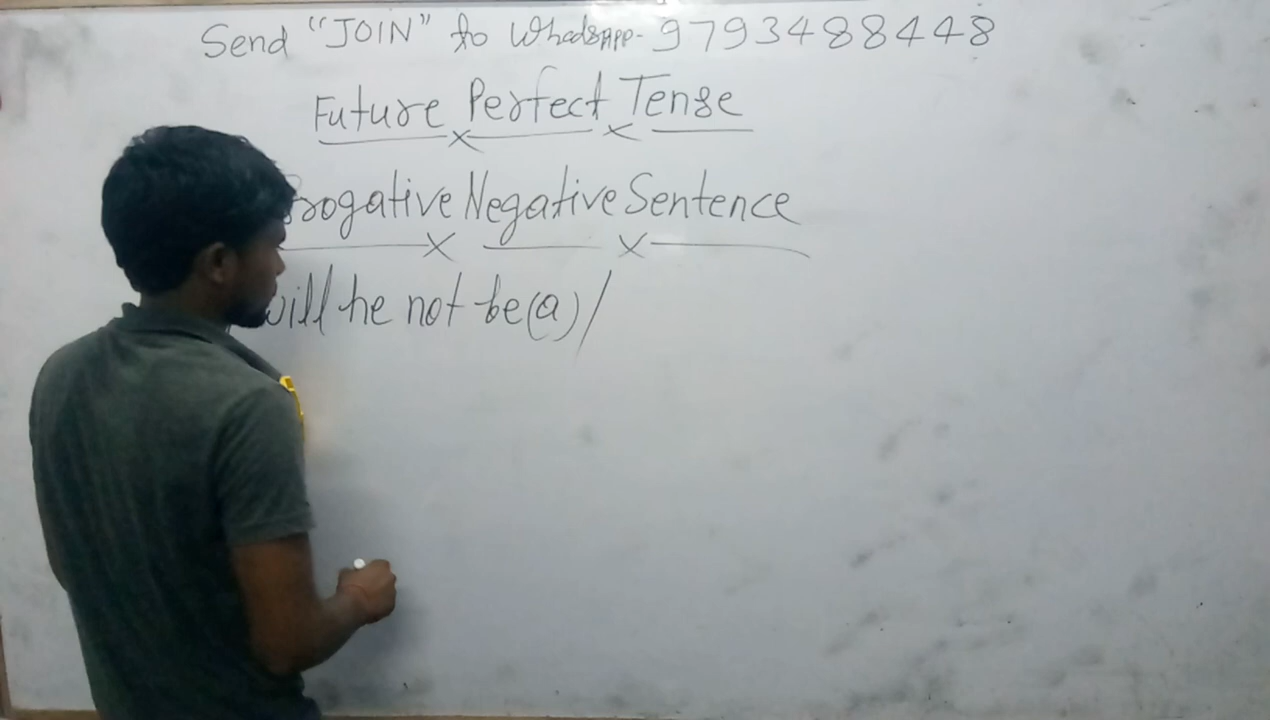 Send "JOIN" to WhatsApp- 9793488448
Future Perfect Tense
rogative Negative Sentence
will he not be(a)/